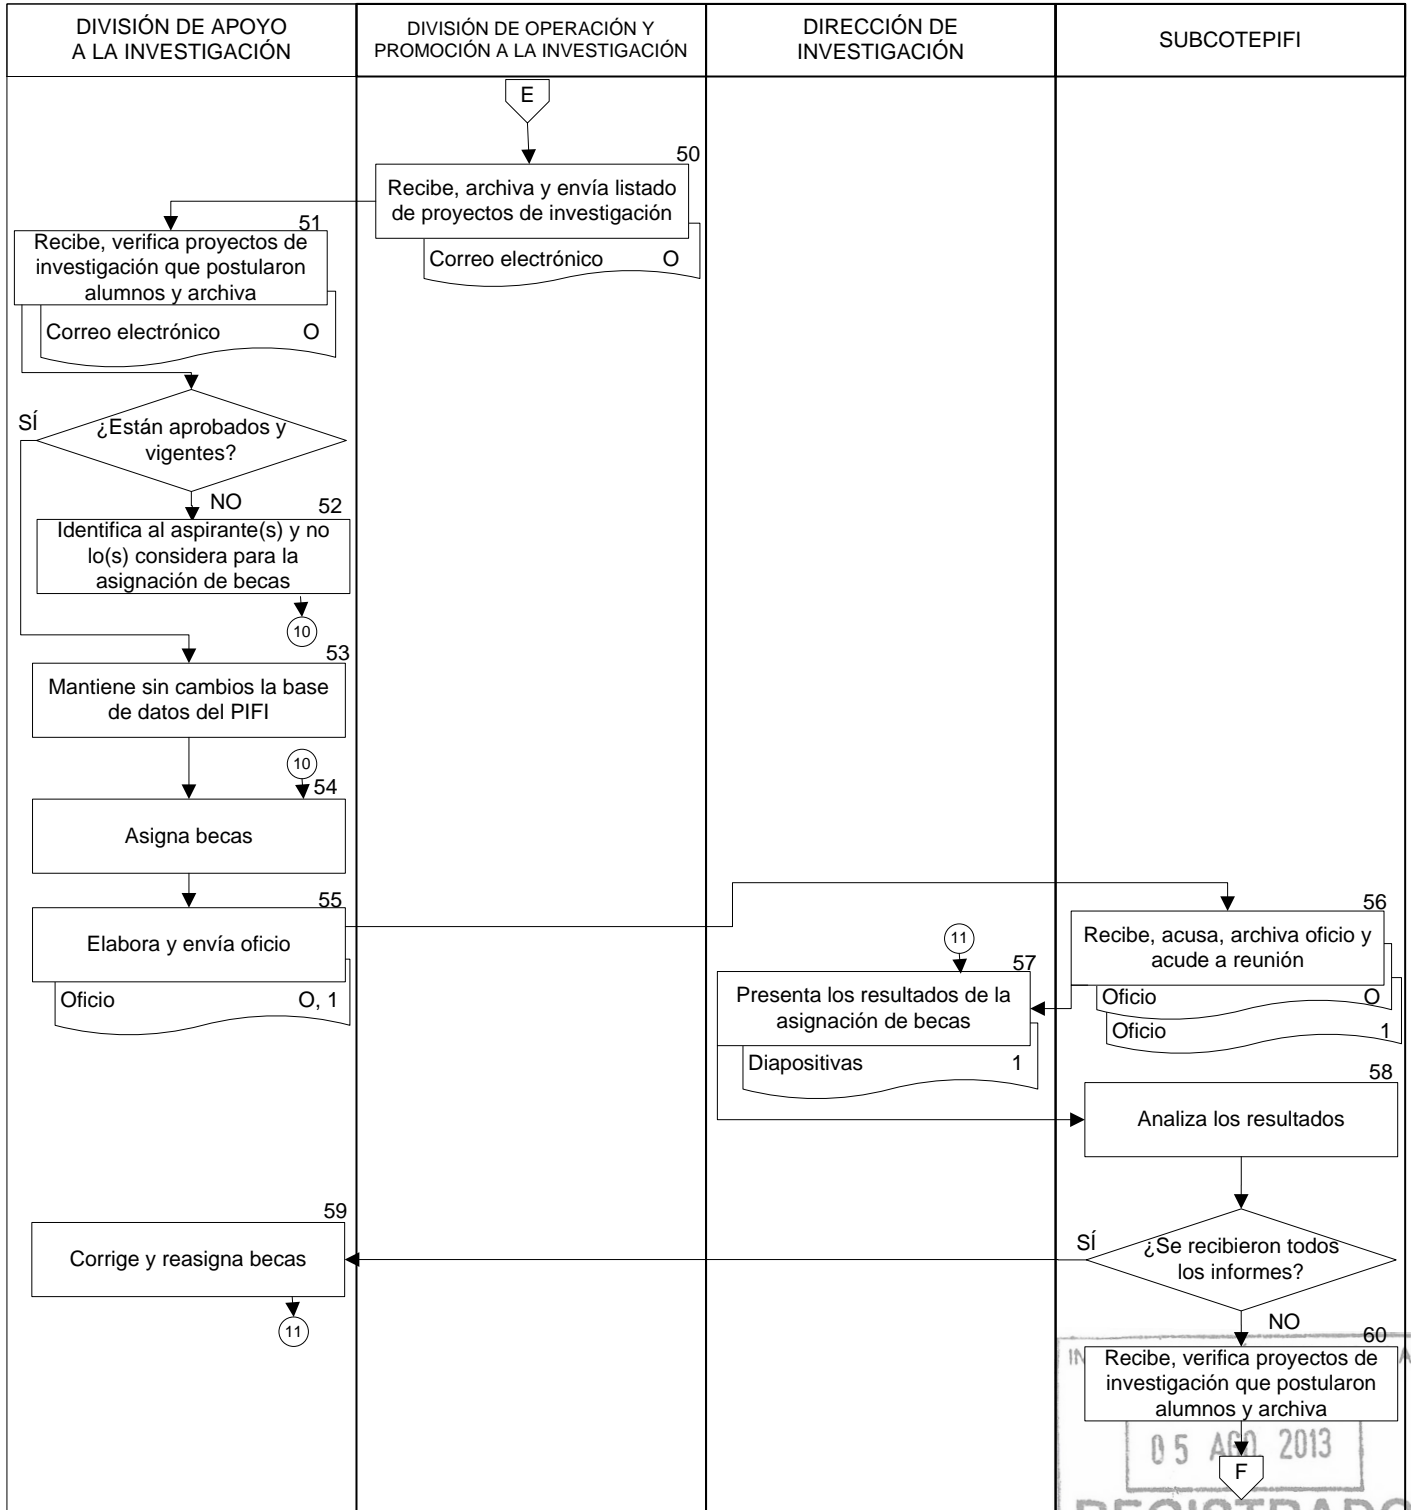 DIVISIÓN DE APOYO
A LA INVESTIGACIÓN
DIVISIÓN DE OPERACIÓN Y
PROMOCIÓN A LA INVESTIGACIÓN
DIRECCIÓN DE
INVESTIGACIÓN
SUBCOTEPIFI
E
50
Recibe, archiva y envía listado
de proyectos de investigación
Correo electrónico O
51
Recibe, verifica proyectos de
investigación que postularon
alumnos y archiva
Correo electrónico O
SÍ
¿Están aprobados y
vigentes?
NO
52
Identifica al aspirante(s) y no
lo(s) considera para la
asignación de becas
10
53
Mantiene sin cambios la base
de datos del PIFI
10
54
Asigna becas
55
Elabora y envía oficio
Oficio O, 1
56
Recibe, acusa, archiva oficio y
acude a reunión
Oficio O
Oficio 1
11
57
Presenta los resultados de la
asignación de becas
Diapositivas 1
58
Analiza los resultados
SÍ
¿Se recibieron todos
los informes?
59
Corrige y reasigna becas
11
NO
60
Recibe, verifica proyectos de
investigación que postularon
alumnos y archiva
05 AGO 2013
F